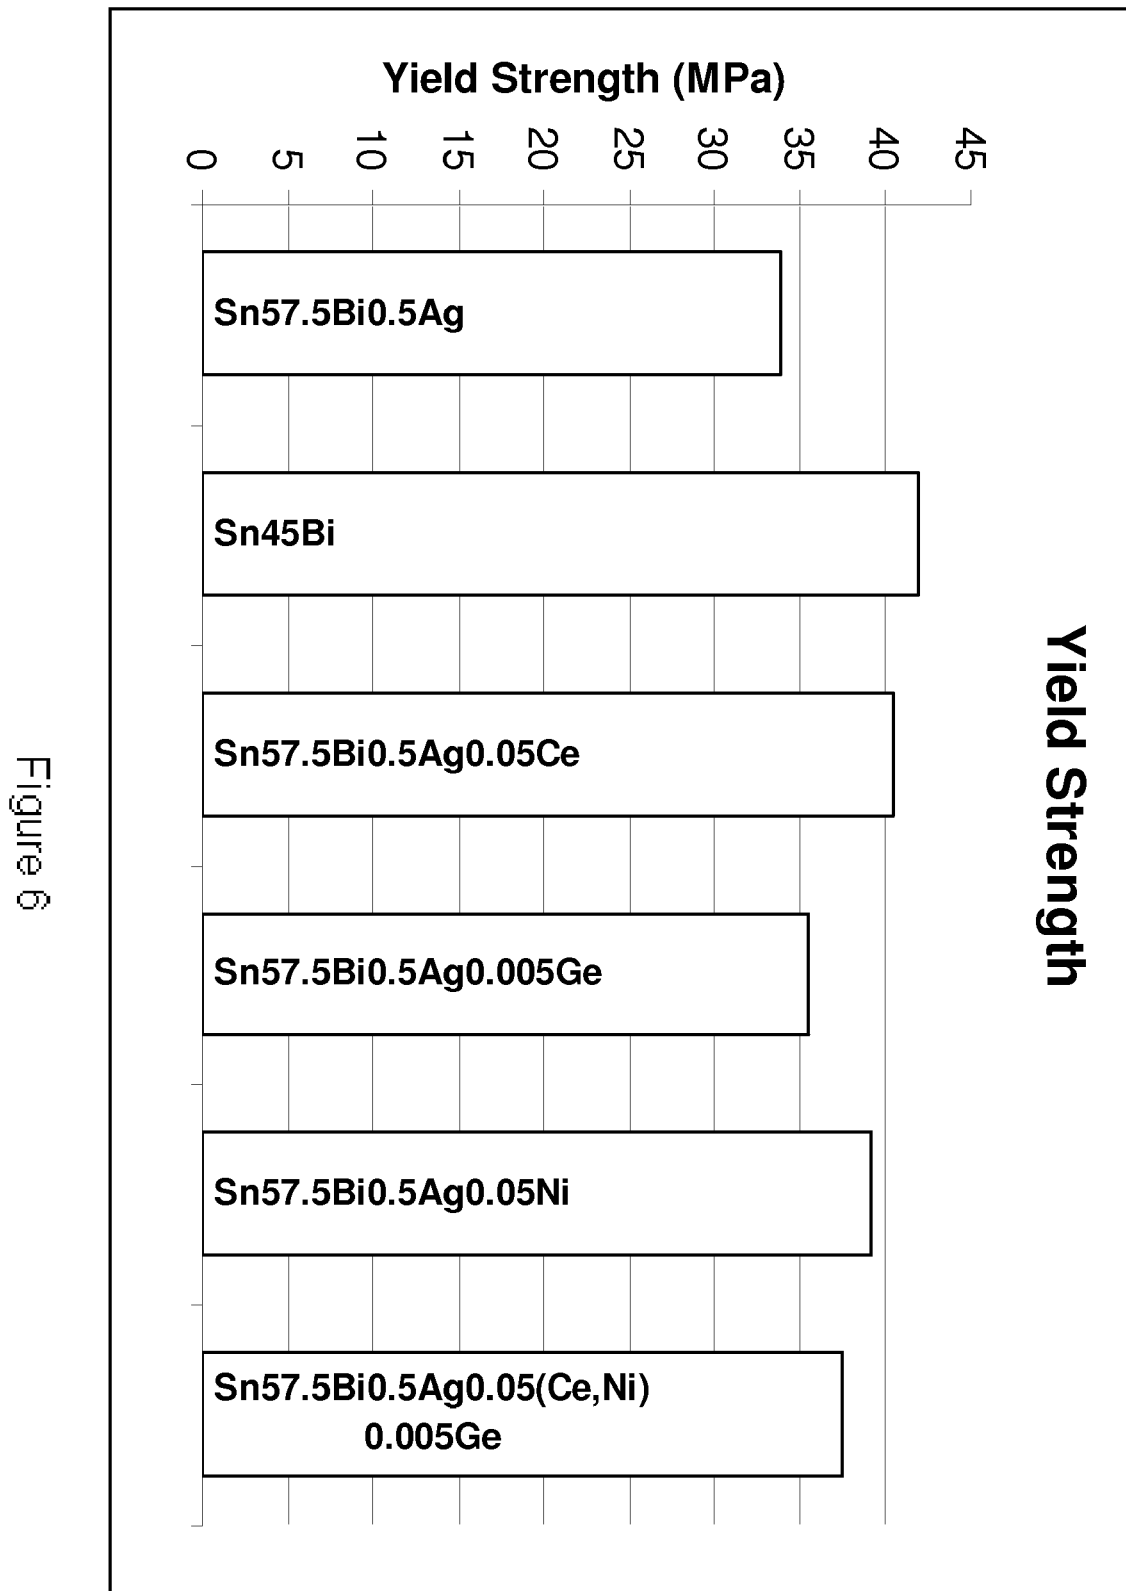 Yield Strength
Yield Strength (MPa)
45
40
35
30
25
20
15
10
5
0
Sn57.5Bi0.5Ag
Sn45Bi
Sn57.5Bi0.5Ag0.05Ce
Sn57.5Bi0.5Ag0.005Ge
Sn57.5Bi0.5Ag0.05Ni
Sn57.5Bi0.5Ag0.05(Ce,Ni)
0.005Ge
Figure 6